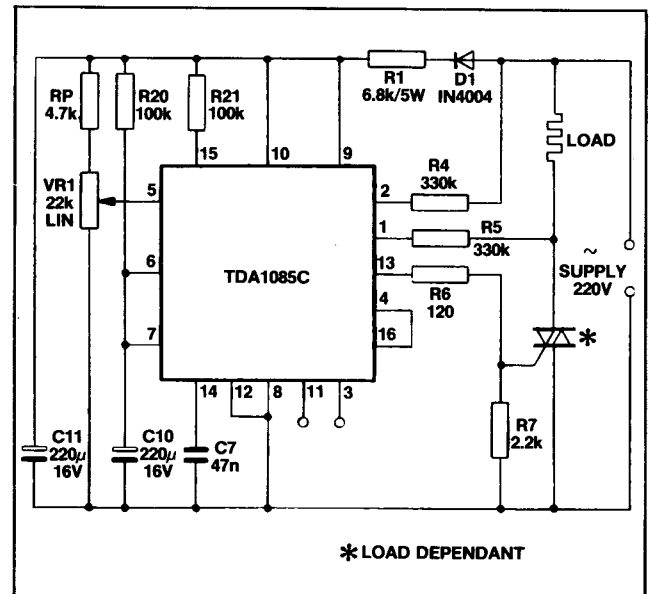 RP
4.7k
R20
100k
R21
100k
R1
6.8k/5W
D1
IN4004
15
10
9
LOAD
VR1
22k
LIN
5
2
R4
330k
1
R5
330k
13
TDA1085C
6
4
R6
120
~
SUPPLY
220V
7
16
*
14
12
8
11
3
R7
2.2k
C11
220μ
16V
C10
220μ
16V
C7
47n
* LOAD DEPENDANT